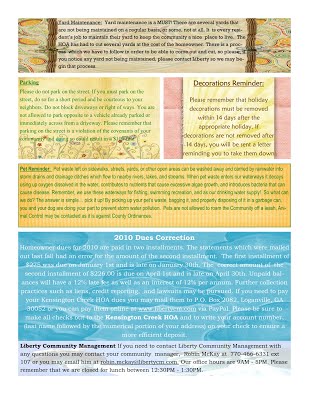 Yard Maintenance: Yard maintenance is a MUST! There are several yards that
are not being maintained on a regular basis, or some, not at all. It is every resi-
dent's job to maintain their yard to keep the community a nice place to live. The
HOA has had to cut several yards at the cost of the homeowner. There is a proc-
ess which we have to follow in order to be able to come out and cut, so please, if
you notice any yard not being maintained, please contact Liberty so we may be-
gin that process.
Parking
Please do not park on the street. If you must park on the
street, do so for a short period and be courteous to your
neighbors. Do not block driveways or right of ways. You are
not allowed to park opposite to a vehicle already parked or
immediately across from a driveway. Please remember that
parking on the street is a violation of the covenants of your
community and
Decorations Reminder:
Please remember that holiday
decorations must be removed
within 14 days after the
appropriate holiday. If
decorations are not removed after
14 days, you will be sent a letter
reminding you to take them down.
Pet Reminder: Pet waste left on sidewalks, streets, yards, or other open areas can be washed away and carried by rainwater into
storm drains and drainage ditches which flow to nearby rivers, lakes, and streams. When pet waste enters our waterways it decays
using up oxygen dissolved in the water, contributes to nutrients that cause excessive algae growth, and introduces bacteria that can
cause disease. Remember, we use these waterways for fishing, swimming, recreation, and as our drinking water supply! So what can
we do? The answer is simple... pick it up! By picking up your pet's waste, bagging it, and properly disposing of it in a garbage can,
you and your dog are doing your part to prevent storm water pollution. Pets are not allowed to roam the Community off a leash. Ani-
mal Control may be contacted as it is against County Ordinances.
2010 Dues Correction
Homeowner dues for 2010 are paid in two installments. The statements which were mailed
out last fall had an error for the amount of the second installment. The first installment of
$225 was due January 1st and is late on January 30th. The correct amount of the
second installment of $226.00 is due on April 1st and is late on April 30th. Unpaid bal-
ances will have a 12% late fee as well as an interest of 12% per annum. Further collection
practices such as liens, credit reporting, and lawsuits may be pursued. If you need to pay
your Kensington Creek HOA dues you may mail them to P.O. Box 2082, Loganville, GA
30052 or you can pay them online at www.libertycm.com via PayPal. Please be sure to
make all checks out to the Kensington Creek HOA and to write your account number
(last name followed by the numerical portion of your address) on your check to ensure a
more efficient deposit.
Liberty Community Management If you need to contact Liberty Community Management with
any questions you may contact your community manager, Robin McKay at 770-466-6331 ext
107 or you may email him at robin.mckay@libertycm.com. Our office hours are 9AM - 5PM. Please
remember that we are closed for lunch between 12:30PM - 1:30PM.